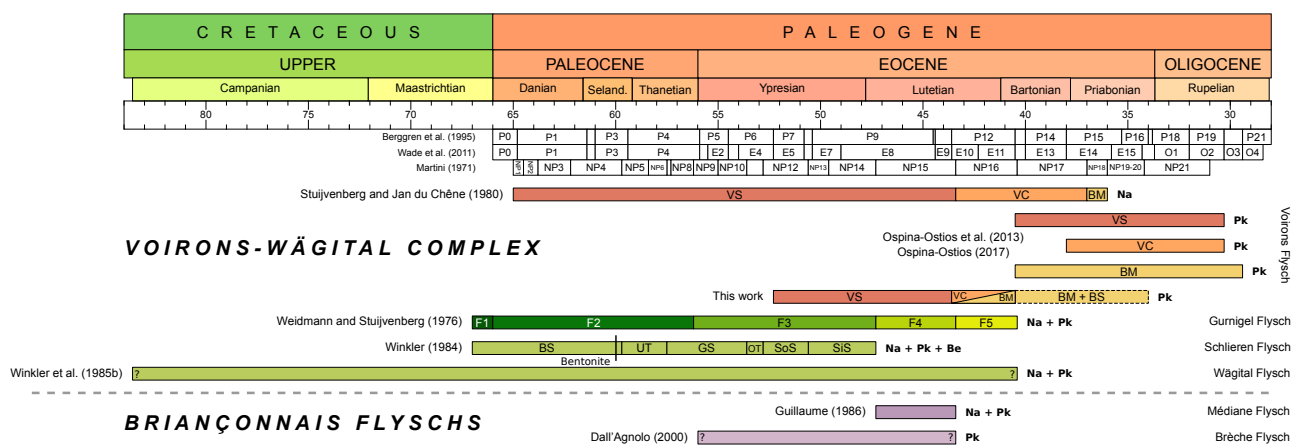 CRETACEOUS PALEOGENE
UPPER PALEOCENE EOCENE OLIGOCENE
Campanian Maastrichtian Danian Seland. Thanetian Ypresian Lutetian Bartonian Priabonian Rupelian
80 75 70 65 60 55 50 45 40 35 30
Berggren et al. (1995) P0 P1 P3 P4 P5 P6 P7 P9 P12 P14 P15 P16 P18 P19 P21
Wade et al. (2011) P0 P1 P3 P4 E2 E4 E5 E7 E8 E9 E10 E11 E13 E14 E15 O1 O2 O3 O4
Martini (1971) NP1 NP2 NP3 NP4 NP5 NP6 NP8 NP9 NP10 NP12 NP13 NP14 NP15 NP16 NP17 NP18 NP19-20 NP21
Stuijvenberg and Jan du Chêne (1980) VS VC BM Na
VS Pk
VOIRONS-WÄGITAL COMPLEX
Ospina-Ostios et al. (2013)
Ospina-Ostios (2017)
VC Pk
BM Pk
Voirons Flysch
This work VS VC BM BM + BS Pk
Weidmann and Stuijvenberg (1976) F1 F2 F3 F4 F5 Na + Pk Gurnigel Flysch
Winkler (1984) BS UT GS OT SoS SiS Na + Pk + Be Schlieren Flysch
Bentonite
Winkler et al. (1985b) ? ? Na + Pk Wägital Flysch
BRIANÇONNAIS FLYSCHS
Guillaume (1986) Na + Pk Médiane Flysch
Dall'Agnolo (2000) ? ? Pk Brèche Flysch